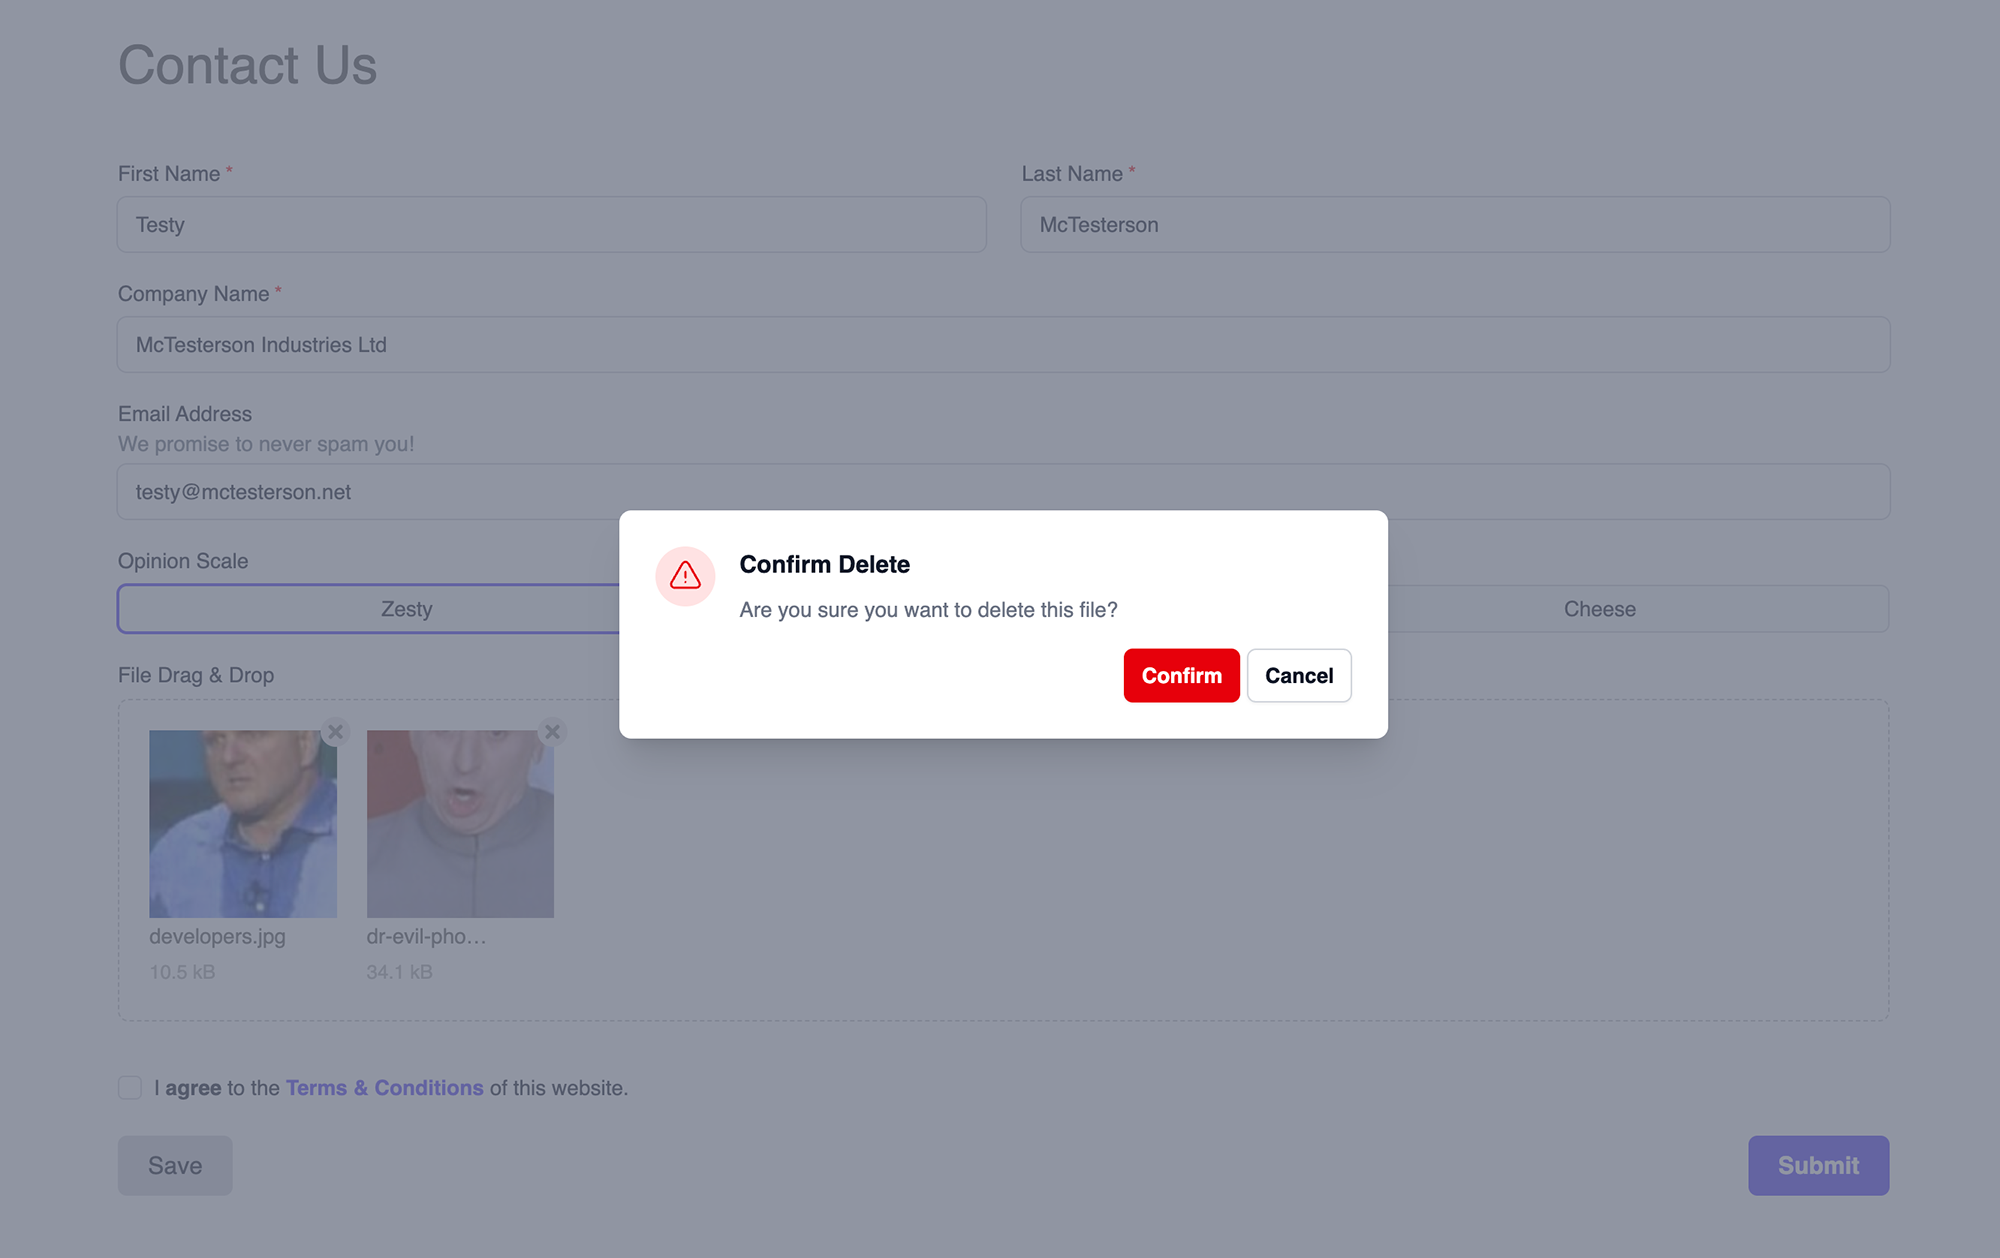 Contact Us
First Name *
Last Name *
Testy
McTesterson
Company Name *
McTesterson Industries Ltd
Email Address
We promise to never spam you!
testy@mctesterson.net
Opinion Scale
Zesty
Cheese
Confirm Delete
Are you sure you want to delete this file?
Confirm
Cancel
File Drag & Drop
developers.jpg
dr-evil-pho...
10.5 kB
34.1 kB
I agree to the Terms & Conditions of this website.
Save
Submit